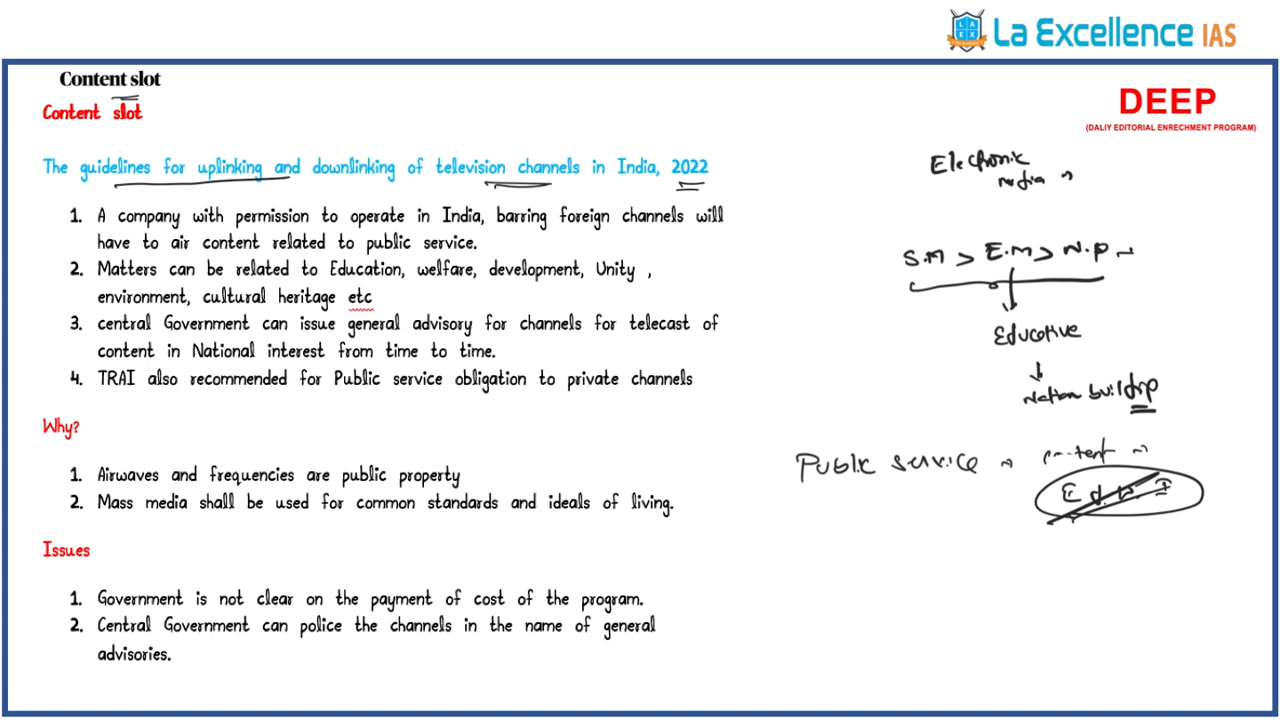 La Excellence IAS
Content slot
Content slot
DEEP
(DALIY EDITORIAL ENRECHMENT PROGRAM)
The guidelines for uplinking and downlinking of television channels in India, 2022
1. A company with permission to operate in India, barring foreign channels will
have to air content related to public service.
2. Matters can be related to Education, welfare, development, Unity ,
environment, cultural heritage etc
3. central Government can issue general advisory for channels for telecast of
content in National interest from time to time.
4. TRAI also recommended for Public service obligation to private channels
Why?
1. Airwaves and frequencies are public property
2. Mass media shall be used for common standards and ideals of living.
Issues
1. Government is not clear on the payment of cost of the program.
2. Central Government can police the channels in the name of general
advisories.
Electronic
media
S.M > E.M > N.P
Educative
Nation building
Public service
content